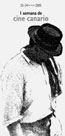 I semana de
cine canario